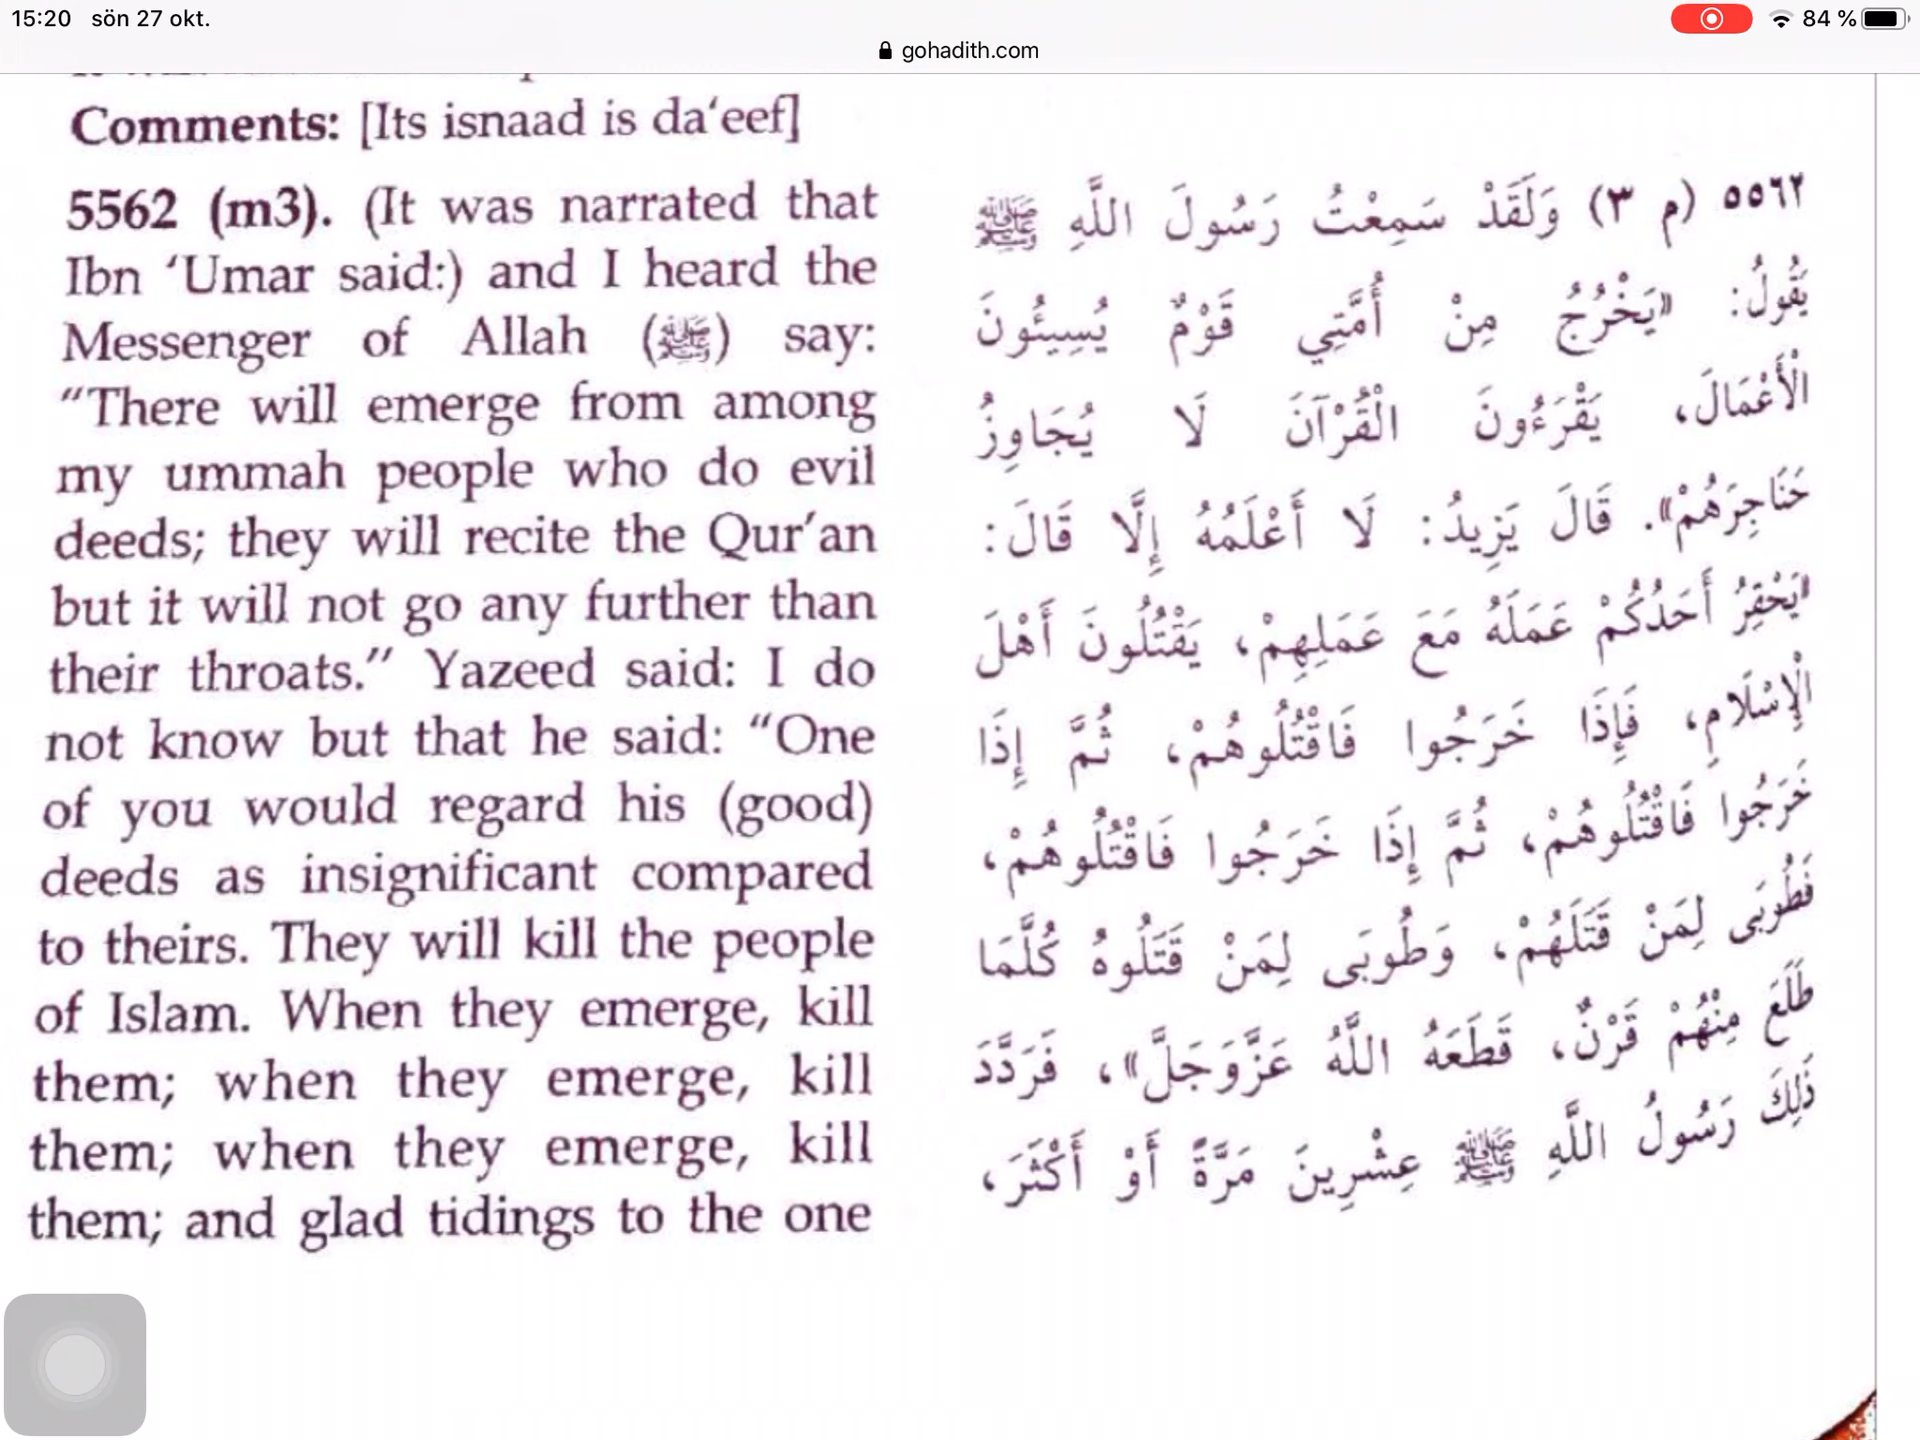 15:20 sön 27 okt.
84 %
gohadith.com
Comments: [Its isnaad is da‘eef]
5562 (m3). (It was narrated that
Ibn ‘Umar said:) and I heard the
Messenger of Allah (ﷺ) say:
“There will emerge from among
my ummah people who do evil
deeds; they will recite the Qur’an
but it will not go any further than
their throats.” Yazeed said: I do
not know but that he said: “One
of you would regard his (good)
deeds as insignificant compared
to theirs. They will kill the people
of Islam. When they emerge, kill
them; when they emerge, kill
them; when they emerge, kill
them; and glad tidings to the one
٥٥٦٢ (م ٣) وَلَقَدْ سَمِعْتُ رَسُولَ اللَّهِ ﷺ
يَقُولُ: «يَخْرُجُ مِنْ أُمَّتِي قَوْمٌ يُسِيئُونَ
الْأَعْمَالَ، يَقْرَءُونَ الْقُرْآنَ لَا يُجَاوِزُ
حَنَاجِرَهُمْ». قَالَ يَزِيدُ: لَا أَعْلَمُهُ إِلَّا قَالَ:
«يَحْقِرُ أَحَدُكُمْ عَمَلَهُ مَعَ عَمَلِهِمْ، يَقْتُلُونَ أَهْلَ
الْإِسْلَامِ، فَإِذَا خَرَجُوا فَاقْتُلُوهُمْ، ثُمَّ إِذَا
خَرَجُوا فَاقْتُلُوهُمْ، ثُمَّ إِذَا خَرَجُوا فَاقْتُلُوهُمْ،
فَطُوبَى لِمَنْ قَتَلَهُمْ، وَطُوبَى لِمَنْ قَتَلُوهُ كُلَّمَا
طَلَعَ مِنْهُمْ قَرْنٌ، قَطَعَهُ اللَّهُ عَزَّوَجَلَّ»، فَرَدَّدَ
ذَلِكَ رَسُولُ اللَّهِ ﷺ عِشْرِينَ مَرَّةً أَوْ أَكْثَرَ،